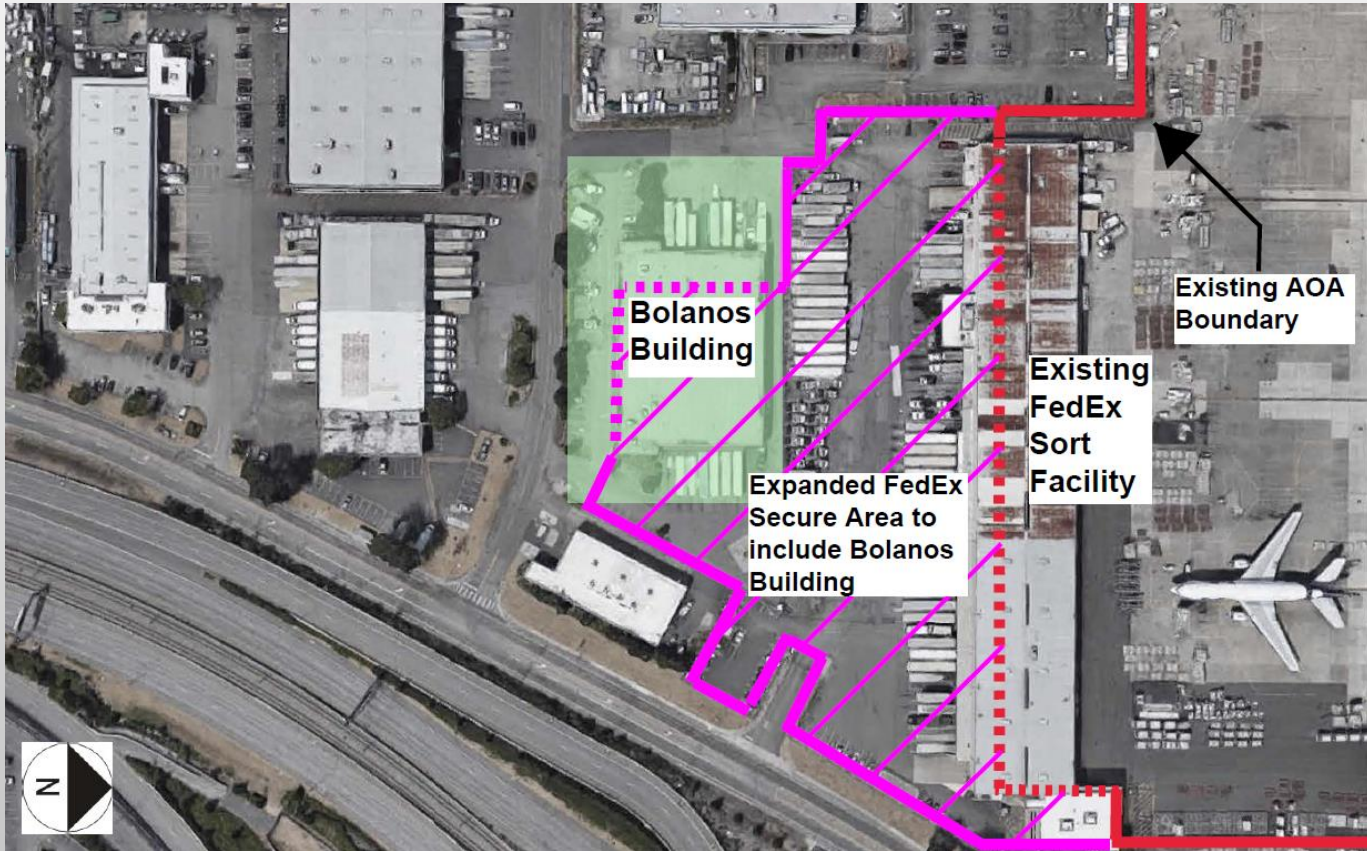 Bolanos
Building
Existing AOA
Boundary
Existing
FedEx
Sort
Facility
Expanded FedEx
Secure Area to
include Bolanos
Building
N